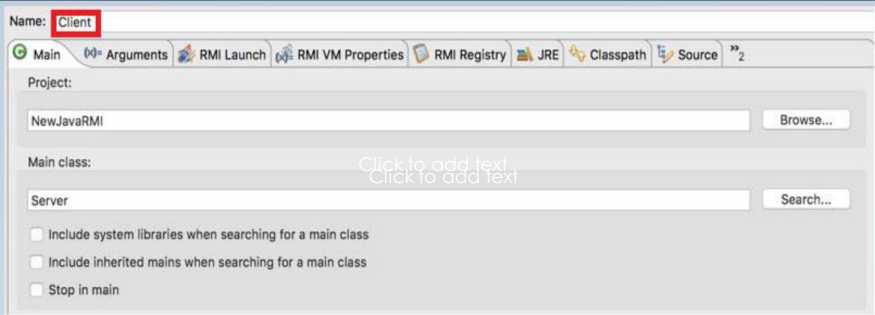 Name: Client
Main (x)= Arguments RMI Launch RMI VM Properties RMI Registry JRE Classpath Source »2
Project:
NewJavaRMI Browse...
Main class:
Click to add text
Click to add text
Server Search...
Include system libraries when searching for a main class
Include inherited mains when searching for a main class
Stop in main